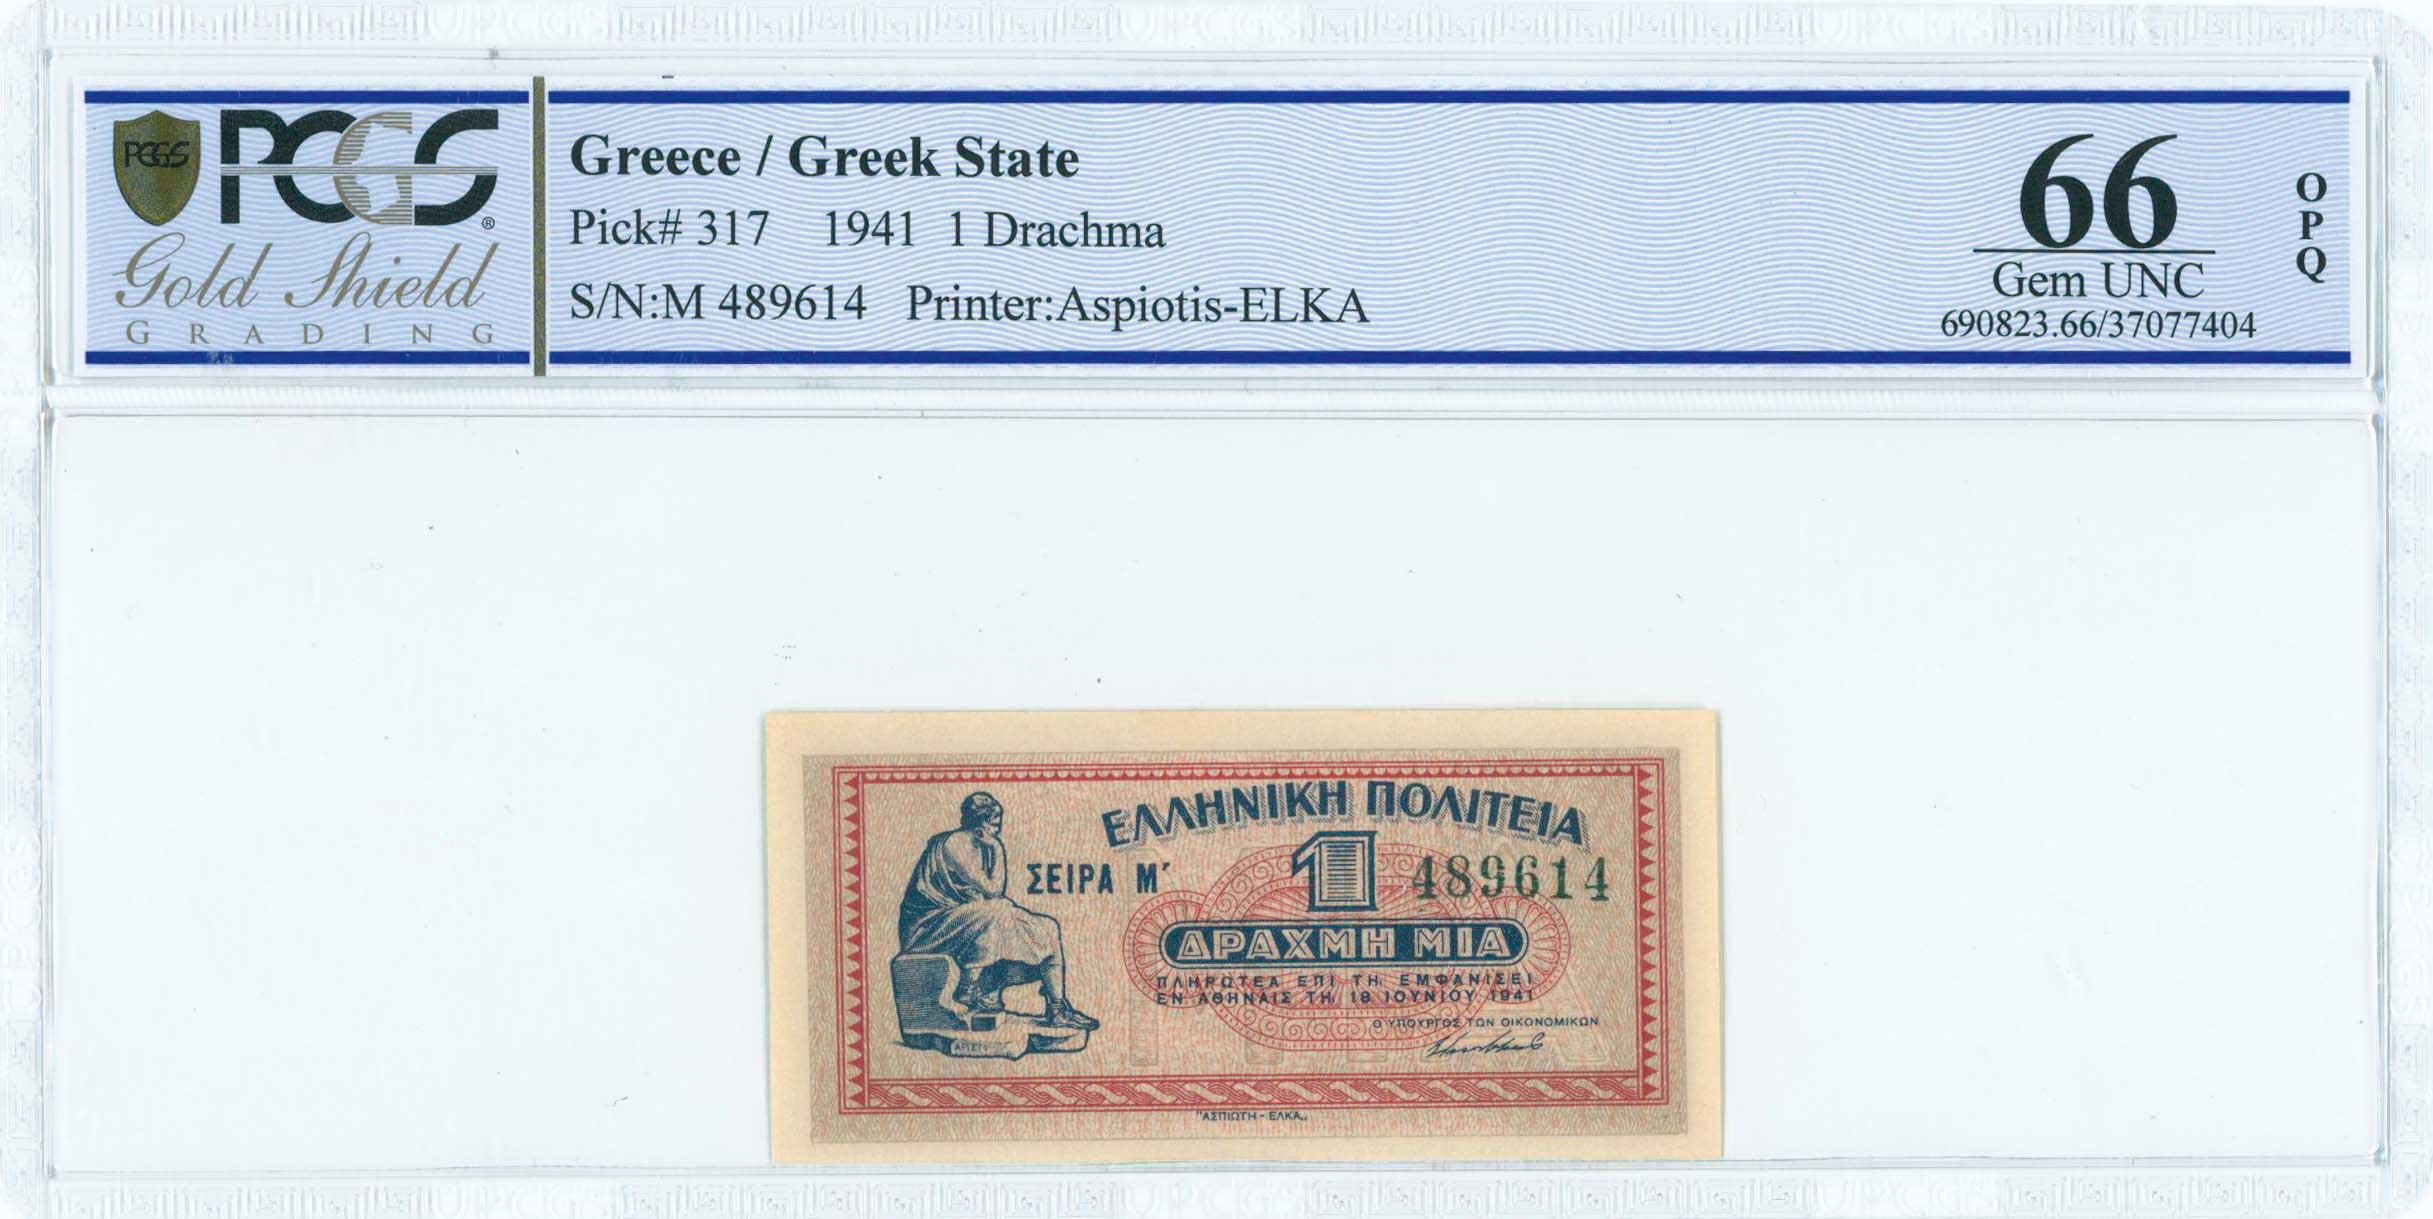 PCGS
PCGS®
Gold Shield
GRADING
Greece / Greek State
Pick# 317 1941 1 Drachma
S/N:M 489614 Printer:Aspiotis-ELKA
66
Gem UNC
690823.66/37077404
OPQ
ΕΛΛΗΝΙΚΗ ΠΟΛΙΤΕΙΑ
ΣΕΙΡΑ Μ΄ 1 489614
ΔΡΑΧΜΗ ΜΙΑ
ΠΛΗΡΩΤΕΑ ΕΠΙ ΤΗ ΕΜΦΑΝΙΣΕΙ
ΕΝ ΑΘΗΝΑΙΣ ΤΗ 18 ΙΟΥΝΙΟΥ 1941
Ο ΥΠΟΥΡΓΟΣ ΤΩΝ ΟΙΚΟΝΟΜΙΚΩΝ
"ΑΣΠΙΩΤΗ - ΕΛΚΑ„